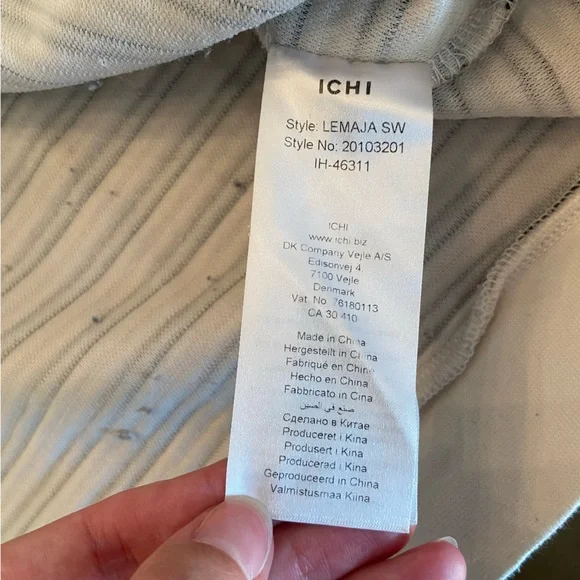 ICHI
Style: LEMAJA SW
Style No: 20103201
IH-46311
ICHI
www.ichi.biz
DK Company Vejle A/S
Edisonvej 4
7100 Vejle
Denmark
Vat. No. 76180113
CA 30 410
Made in China
Hergestellt in China
Fabriqué en Chine
Hecho en China
Fabbricato in Cina
صنع في الصين
Сделано в Китае
Produceret i Kina
Produsert i Kina
Producerad i Kina
Geproduceerd in China
Valmistusmaa Kiina